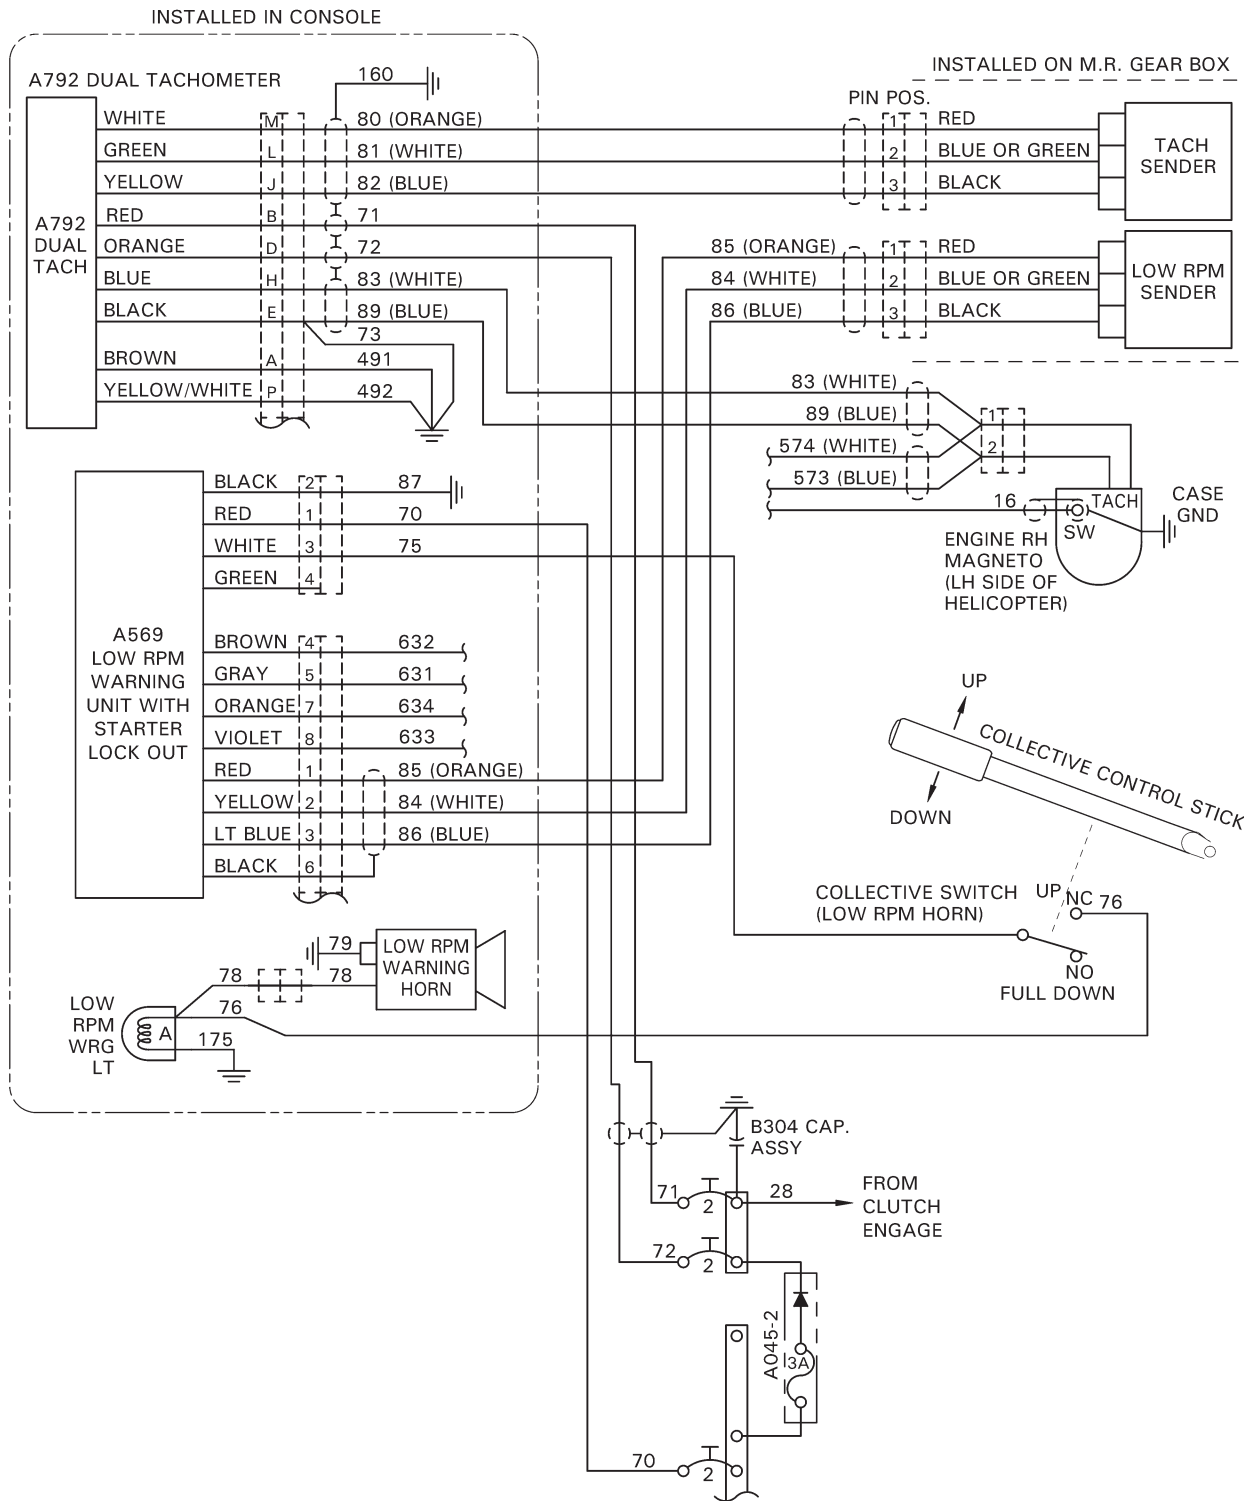 INSTALLED IN CONSOLE
A792 DUAL TACHOMETER
160
INSTALLED ON M.R. GEAR BOX
PIN POS.
WHITE M 80 (ORANGE) 1 RED
GREEN L 81 (WHITE) 2 BLUE OR GREEN
YELLOW J 82 (BLUE) 3 BLACK
TACH
SENDER
A792
DUAL
TACH
RED B 71
ORANGE D 72 85 (ORANGE) 1 RED
BLUE H 83 (WHITE) 84 (WHITE) 2 BLUE OR GREEN
BLACK E 89 (BLUE) 86 (BLUE) 3 BLACK
LOW RPM
SENDER
73
BROWN A 491
YELLOW/WHITE P 492
83 (WHITE)
89 (BLUE) 1
574 (WHITE) 2
573 (BLUE)
16
TACH
SW
CASE
GND
ENGINE RH
MAGNETO
(LH SIDE OF
HELICOPTER)
BLACK 2 87
RED 1 70
WHITE 3 75
GREEN 4
A569
LOW RPM
WARNING
UNIT WITH
STARTER
LOCK OUT
BROWN 4 632
GRAY 5 631
ORANGE 7 634
VIOLET 8 633
RED 1 85 (ORANGE)
YELLOW 2 84 (WHITE)
LT BLUE 3 86 (BLUE)
BLACK 6
UP
COLLECTIVE CONTROL STICK
DOWN
COLLECTIVE SWITCH
(LOW RPM HORN)
UP
NC 76
NO
FULL DOWN
79
LOW RPM
WARNING
HORN
78 78
76
175
LOW
RPM
WRG
LT
A
B304 CAP.
ASSY
71 2 28
FROM
CLUTCH
ENGAGE
72 2
A045-2
3A
70 2